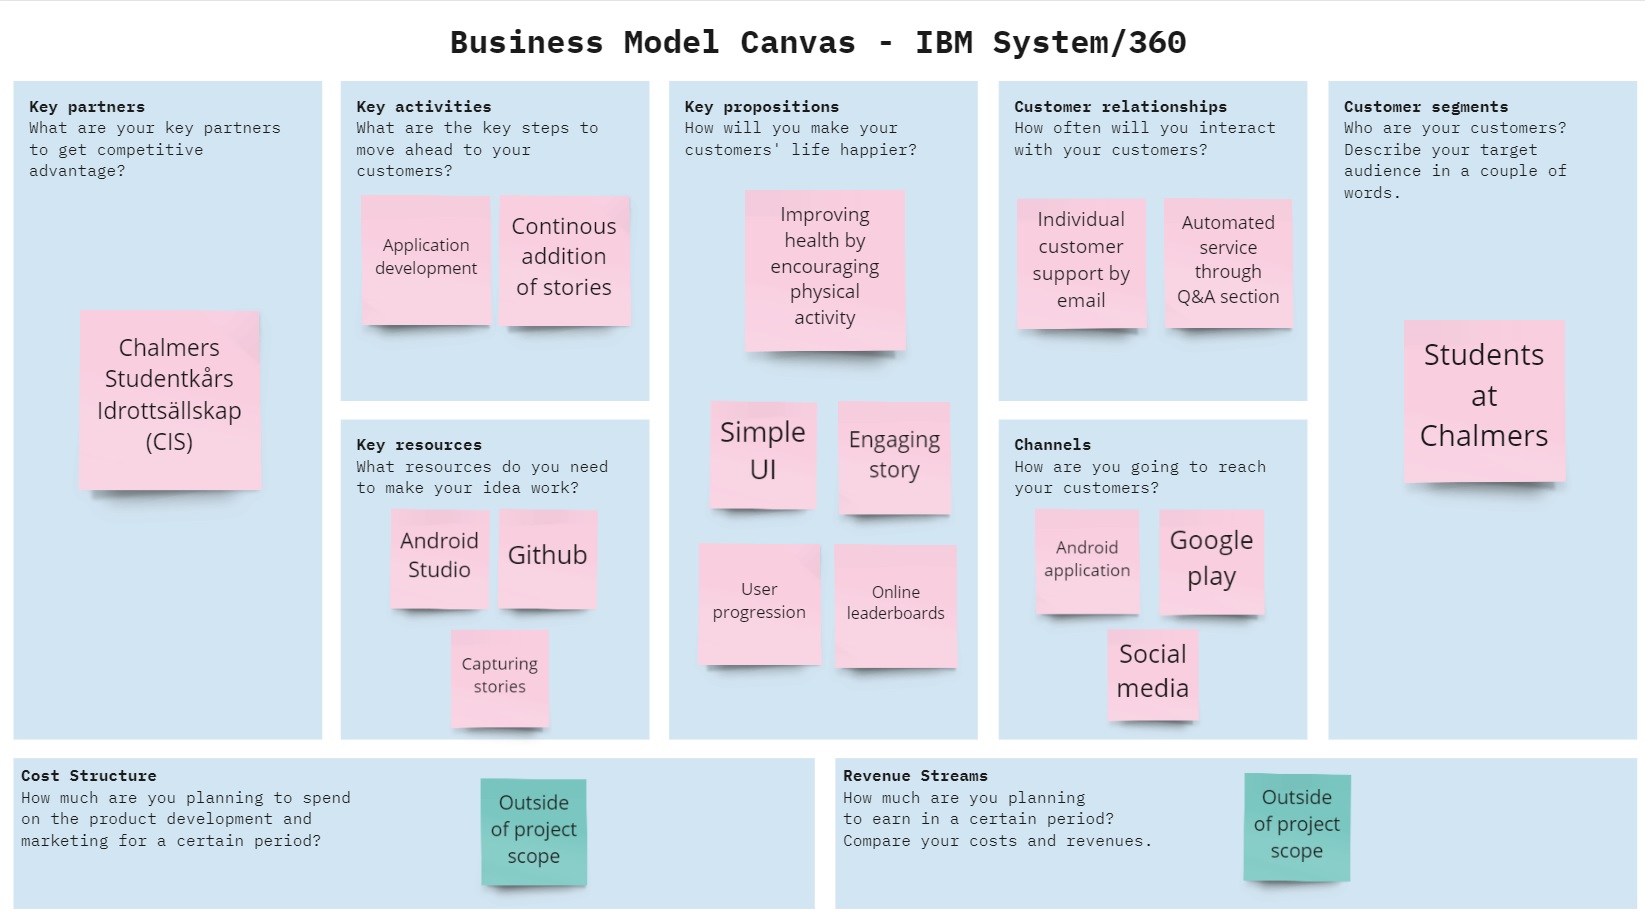 Business Model Canvas - IBM System/360
Key partners
What are your key partners
to get competitive
advantage?
Chalmers
Studentkårs
Idrottsällskap
(CIS)
Key activities
What are the key steps to
move ahead to your
customers?
Application
development
Continous
addition
of stories
Key resources
What resources do you need
to make your idea work?
Android
Studio
Github
Capturing
stories
Key propositions
How will you make your
customers' life happier?
Improving
health by
encouraging
physical
activity
Simple
UI
Engaging
story
User
progression
Online
leaderboards
Customer relationships
How often will you interact
with your customers?
Individual
customer
support by
email
Automated
service
through
Q&A section
Channels
How are you going to reach
your customers?
Android
application
Google
play
Social
media
Customer segments
Who are your customers?
Describe your target
audience in a couple of
words.
Students
at
Chalmers
Cost Structure
How much are you planning to spend
on the product development and
marketing for a certain period?
Outside
of project
scope
Revenue Streams
How much are you planning
to earn in a certain period?
Compare your costs and revenues.
Outside
of project
scope